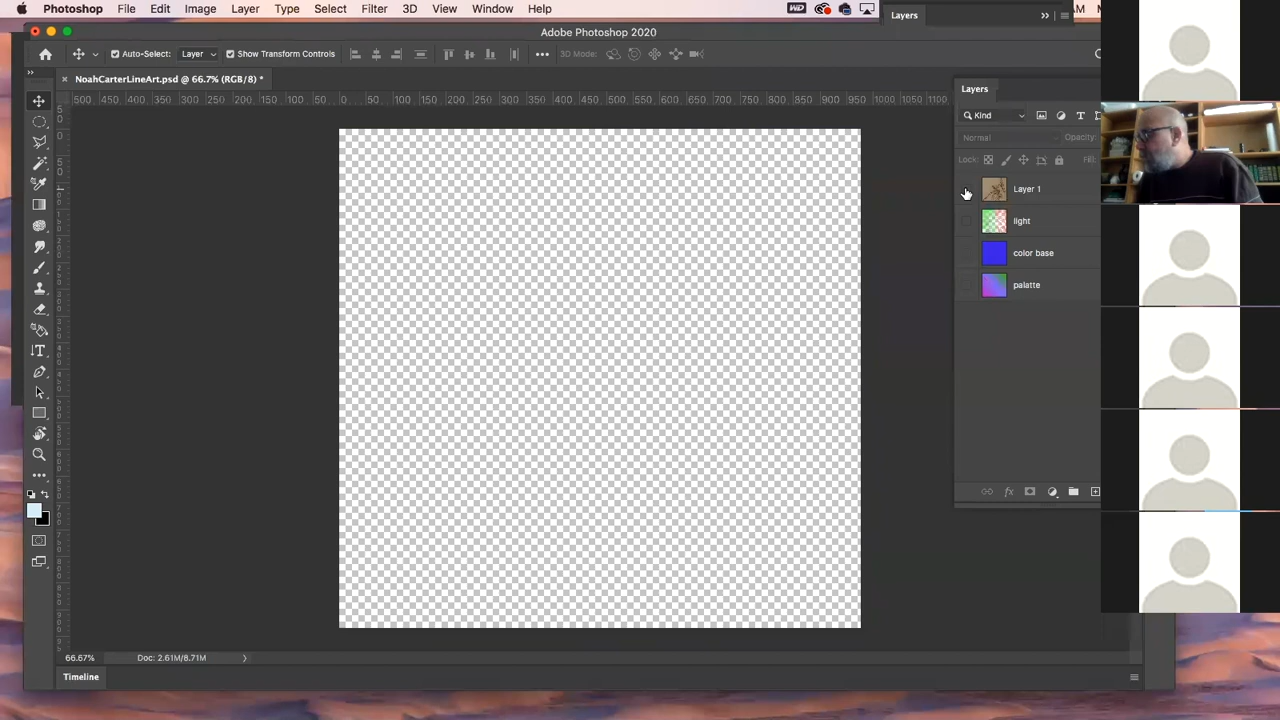 Photoshop File Edit Image Layer Type Select Filter 3D View Window Help
Layers
Adobe Photoshop 2020
Auto-Select: Layer Show Transform Controls 3D Mode:
NoahCarterLineArt.psd @ 66.7% (RGB/8) *
500 450 400 350 300 250 200 150 100 50 0 50 100 150 200 250 300 350 400 450 500 550 600 650 700 750 800 850 900 950 1000 1050 1100
Layers
Kind
Normal Opacity:
Lock: Fill:
Layer 1
light
color base
palatte
66.67% Doc: 2.61M/8.71M
Timeline